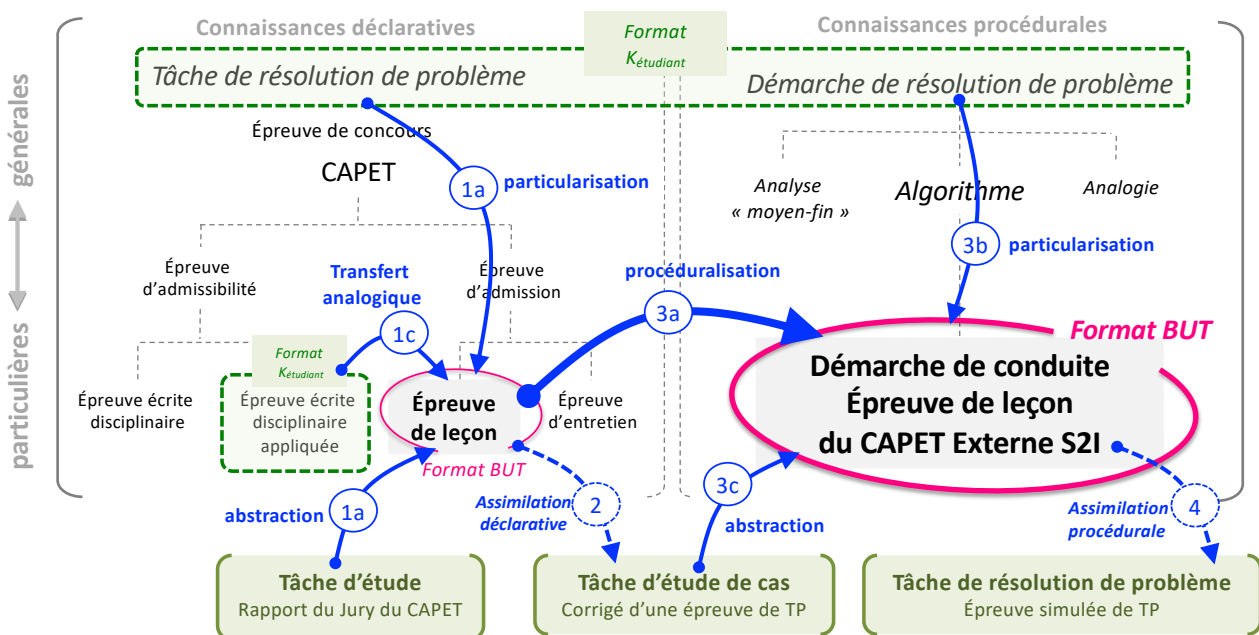 Connaissances déclaratives
Format
Kétudiant
Connaissances procédurales
Tâche de résolution de problème
Démarche de résolution de problème
particulières
générales
Épreuve de concours
CAPET
1a
particularisation
Analyse
« moyen-fin »
Algorithme
Analogie
3b
particularisation
Épreuve
d'admissibilité
Transfert
analogique
Épreuve
d'admission
procéduralisation
1c
3a
Format
Kétudiant
Format BUT
Épreuve écrite
disciplinaire
Épreuve écrite
disciplinaire
appliquée
Épreuve
de leçon
Épreuve
d'entretien
Démarche de conduite
Épreuve de leçon
du CAPET Externe S2I
Format BUT
abstraction
1a
Assimilation
déclarative
2
3c
abstraction
Assimilation
procédurale
4
Tâche d'étude
Rapport du Jury du CAPET
Tâche d'étude de cas
Corrigé d'une épreuve de TP
Tâche de résolution de problème
Épreuve simulée de TP